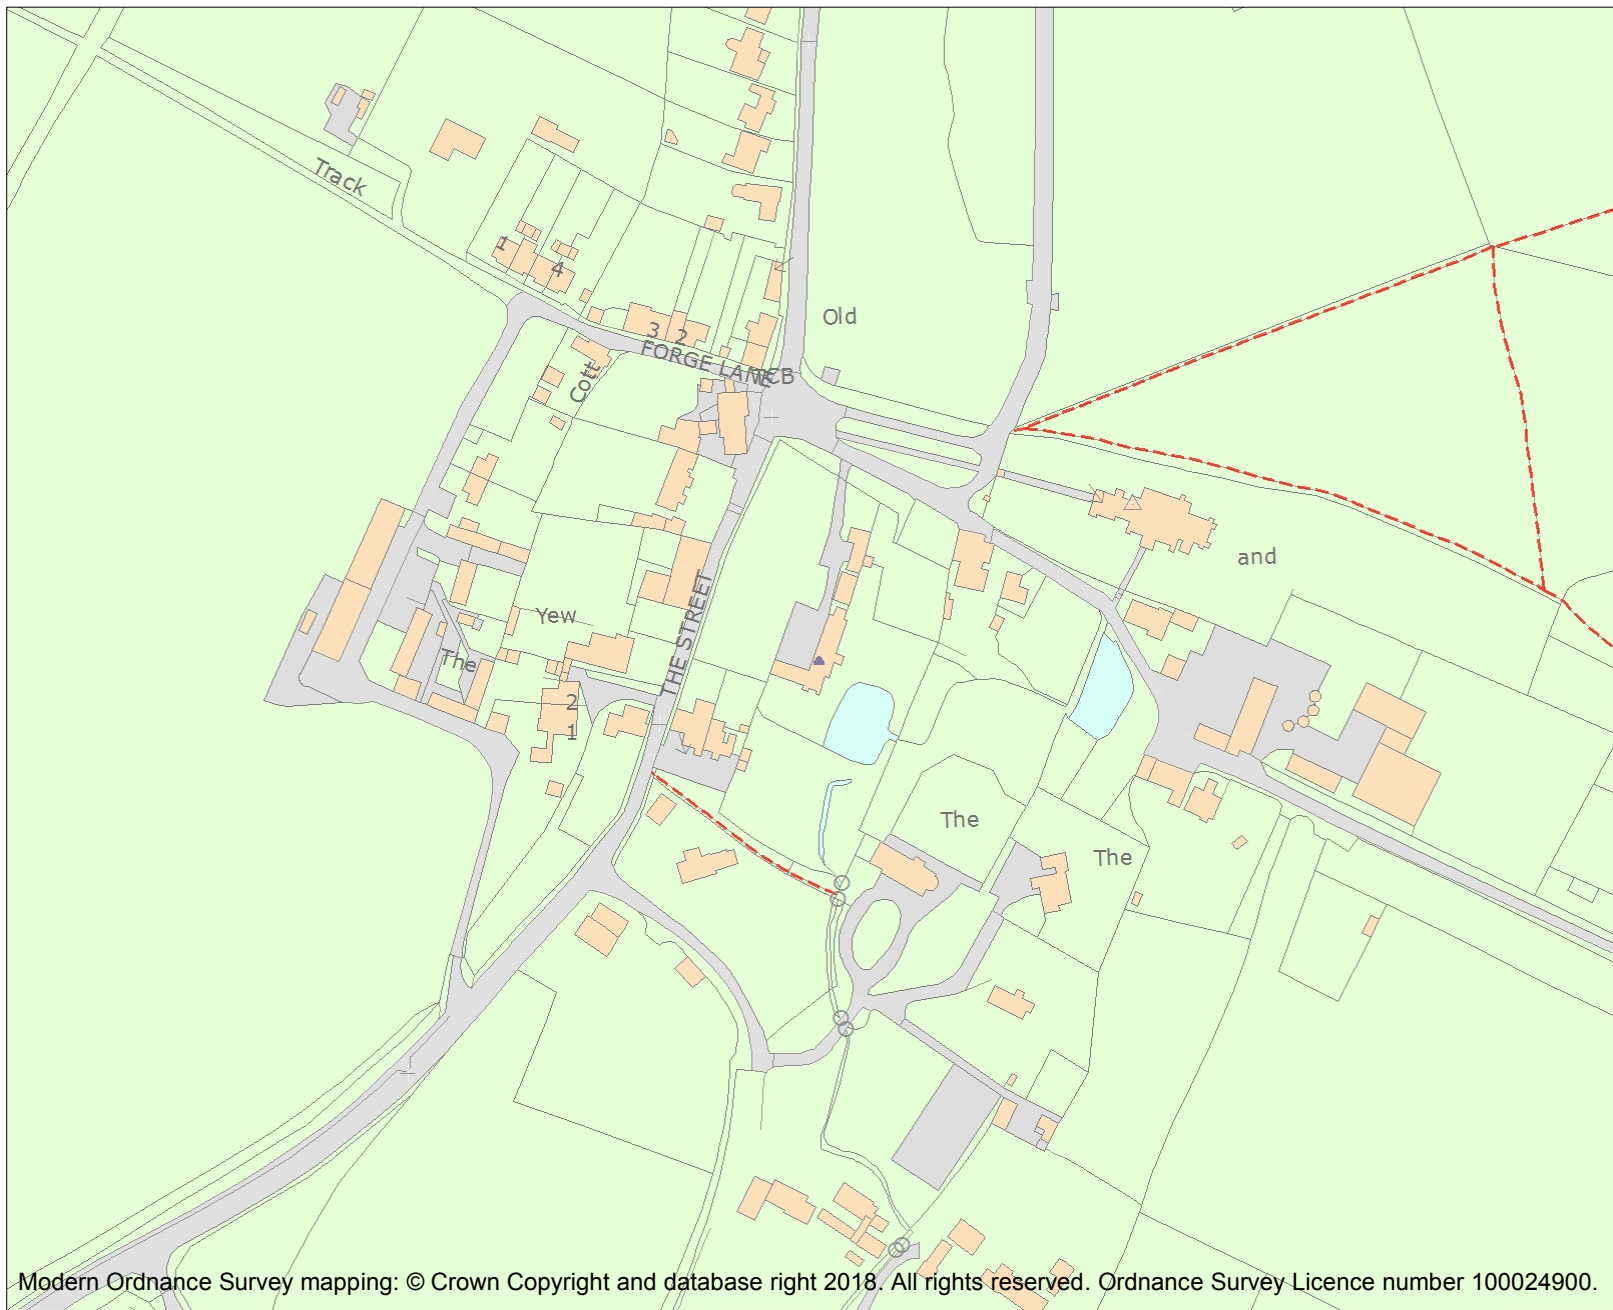 Track
1
4
Old
3 2
FORGE LANE
TCB
Cott
and
Yew
THE STREET
The
2
1
The
The
Modern Ordnance Survey mapping: © Crown Copyright and database right 2018. All rights reserved. Ordnance Survey Licence number 100024900.